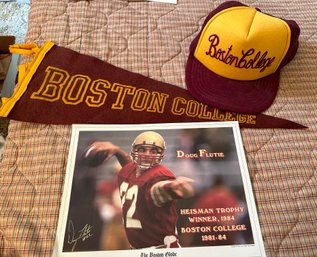 Boston College
BOSTON COLLEGE
DOUG FLUTIE
22
HEISMAN TROPHY
WINNER, 1984
BOSTON COLLEGE
1981-84
The Boston Globe